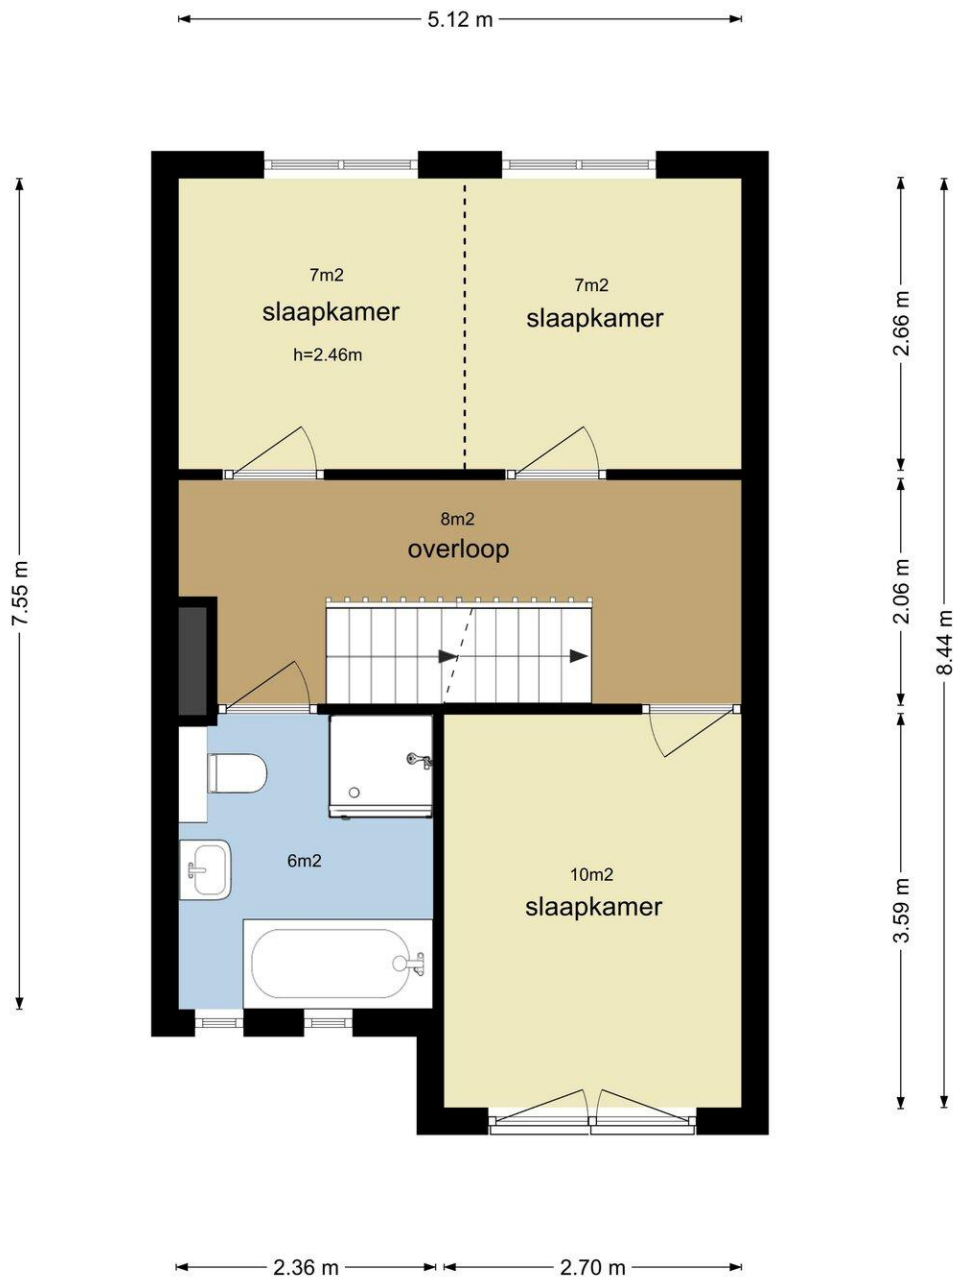 5.12 m
7m2
slaapkamer
h=2.46m
7m2
slaapkamer
2.66 m
8m2
overloop
2.06 m
7.55 m
8.44 m
6m2
10m2
slaapkamer
3.59 m
2.36 m
2.70 m